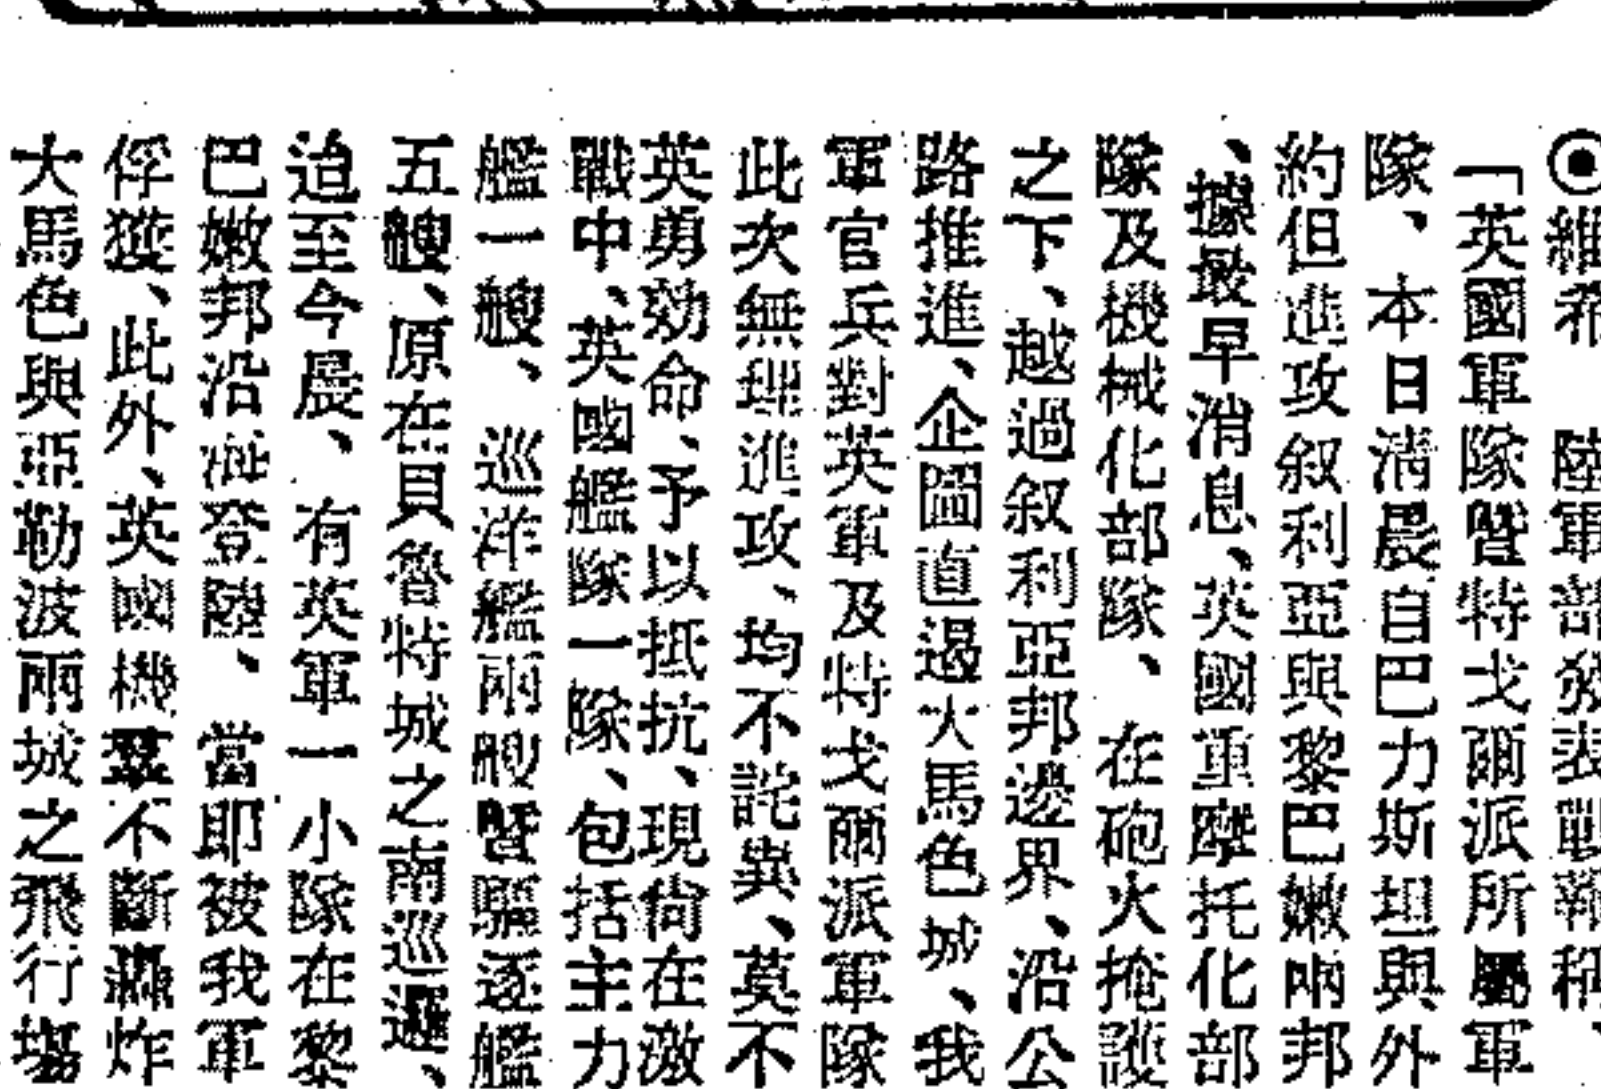 ◉維希　陸軍部發表戰報稱、
「英國軍隊曁特戈爾派所屬軍
隊、本日清晨自巴力斯坦與外
約但進攻叙利亞與黎巴嫩兩邦
、據最早消息、英國重摩托化部
隊及機械化部隊、在砲火掩護
之下、越過叙利亞邦邊界、沿公
路推進、企圖直逼大馬色城、我
軍官兵對英軍及特戈爾派軍隊
此次無理進攻、均不詫異、莫不
英勇効命、予以抵抗、現尙在激
戰中、英國艦隊一隊、包括主力
艦一艘、巡洋艦兩艘曁驅逐艦
五艘、原在貝魯特城之南巡邏、
迨至今晨、有英軍一小隊在黎
巴嫩邦沿海登陸、當即被我軍
俘獲、此外、英國機羣不斷轟炸
大馬色與亞勒波兩城之飛行場